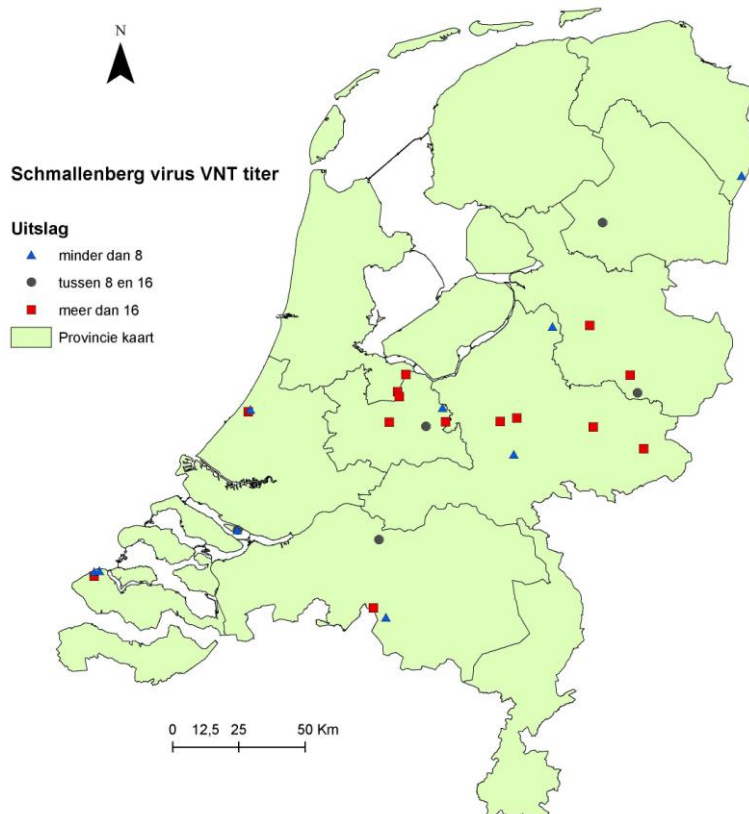 N
Schmallenberg virus VNT titer
Uitslag
minder dan 8
tussen 8 en 16
meer dan 16
Provincie kaart
0 12,5 25 50 Km